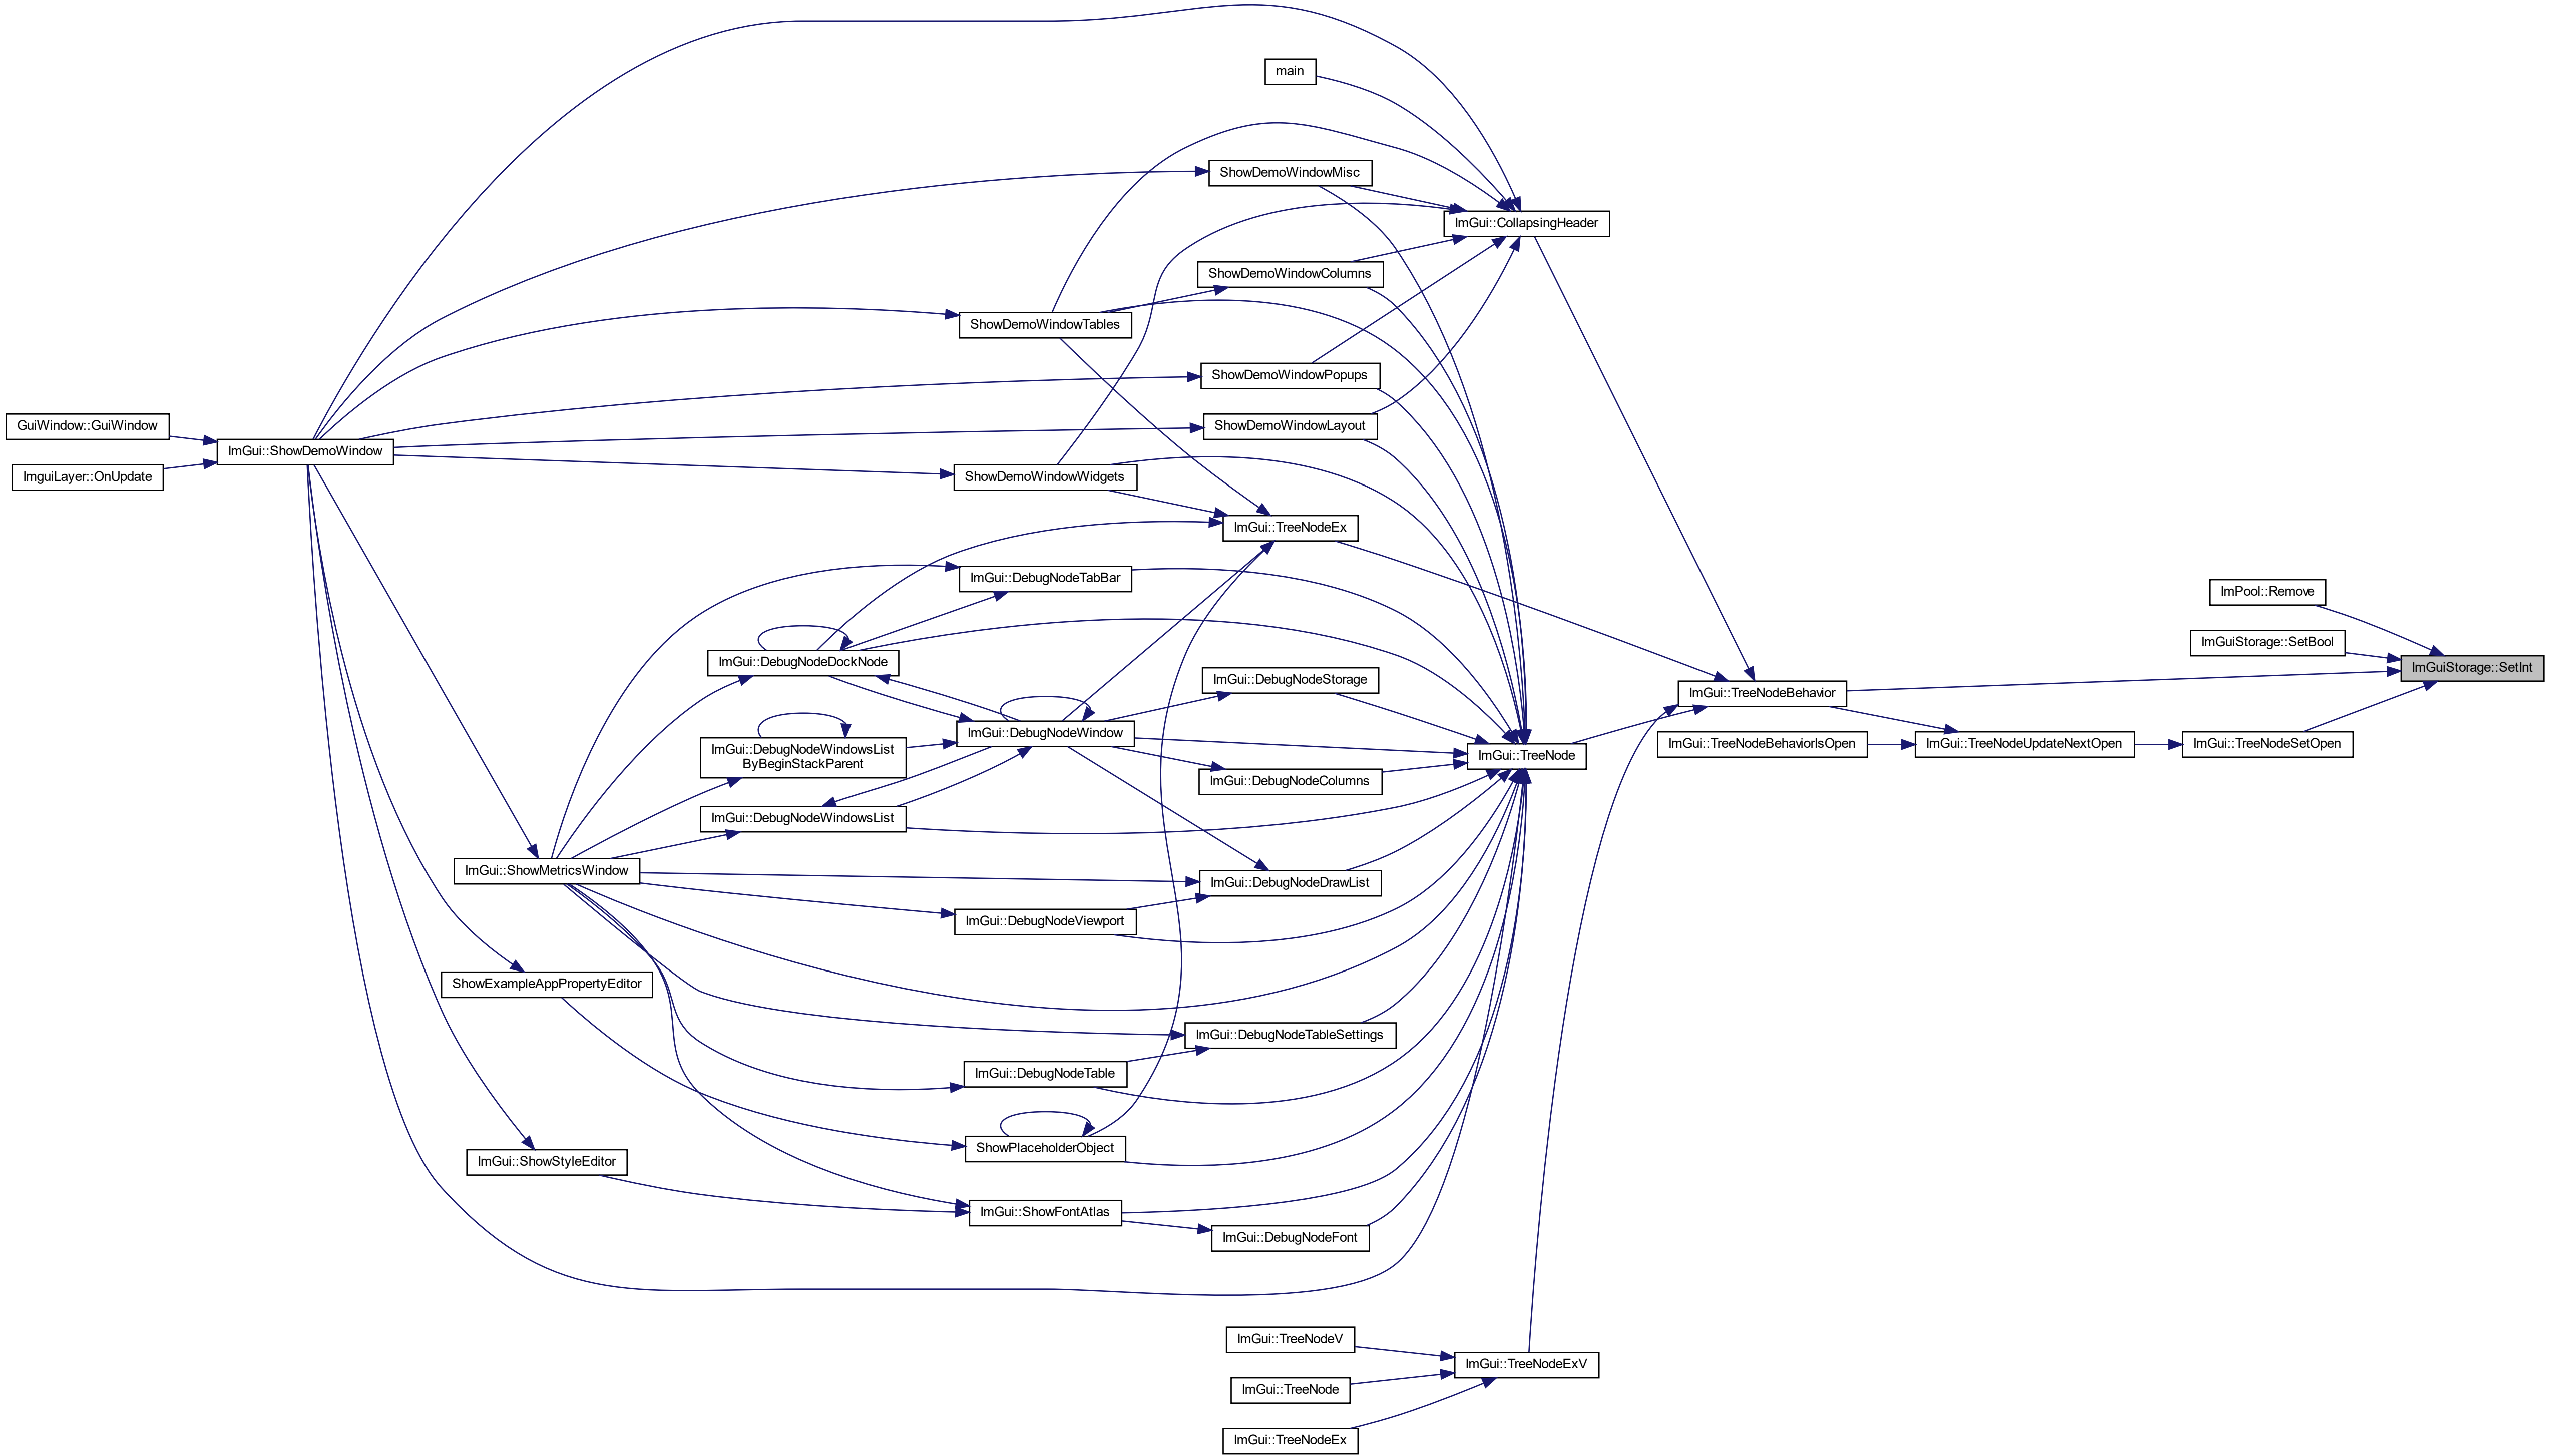 main
ShowDemoWindowMisc
ImGui::CollapsingHeader
ShowDemoWindowColumns
ShowDemoWindowTables
ShowDemoWindowPopups
GuiWindow::GuiWindow
ShowDemoWindowLayout
ImGui::ShowDemoWindow
ImguiLayer::OnUpdate
ShowDemoWindowWidgets
ImGui::TreeNodeEx
ImGui::DebugNodeTabBar
ImPool::Remove
ImGuiStorage::SetBool
ImGui::DebugNodeDockNode
ImGuiStorage::SetInt
ImGui::DebugNodeStorage
ImGui::TreeNodeBehavior
ImGui::DebugNodeWindow
ImGui::DebugNodeWindowsList
ByBeginStackParent
ImGui::TreeNode
ImGui::TreeNodeBehaviorIsOpen
ImGui::TreeNodeUpdateNextOpen
ImGui::TreeNodeSetOpen
ImGui::DebugNodeColumns
ImGui::DebugNodeWindowsList
ImGui::ShowMetricsWindow
ImGui::DebugNodeDrawList
ImGui::DebugNodeViewport
ShowExampleAppPropertyEditor
ImGui::DebugNodeTableSettings
ImGui::DebugNodeTable
ShowPlaceholderObject
ImGui::ShowStyleEditor
ImGui::ShowFontAtlas
ImGui::DebugNodeFont
ImGui::TreeNodeV
ImGui::TreeNodeExV
ImGui::TreeNode
ImGui::TreeNodeEx